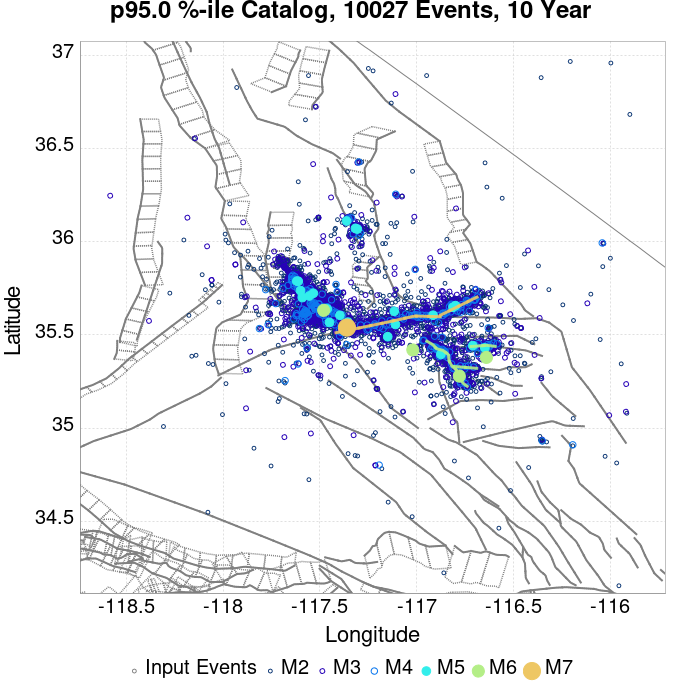 p95.0 %-ile Catalog, 10027 Events, 10 Year
37
36.5
36
35.5
35
34.5
Latitude
-118.5 -118 -117.5 -117 -116.5 -116
Longitude
Input Events M2 M3 M4 M5 M6 M7